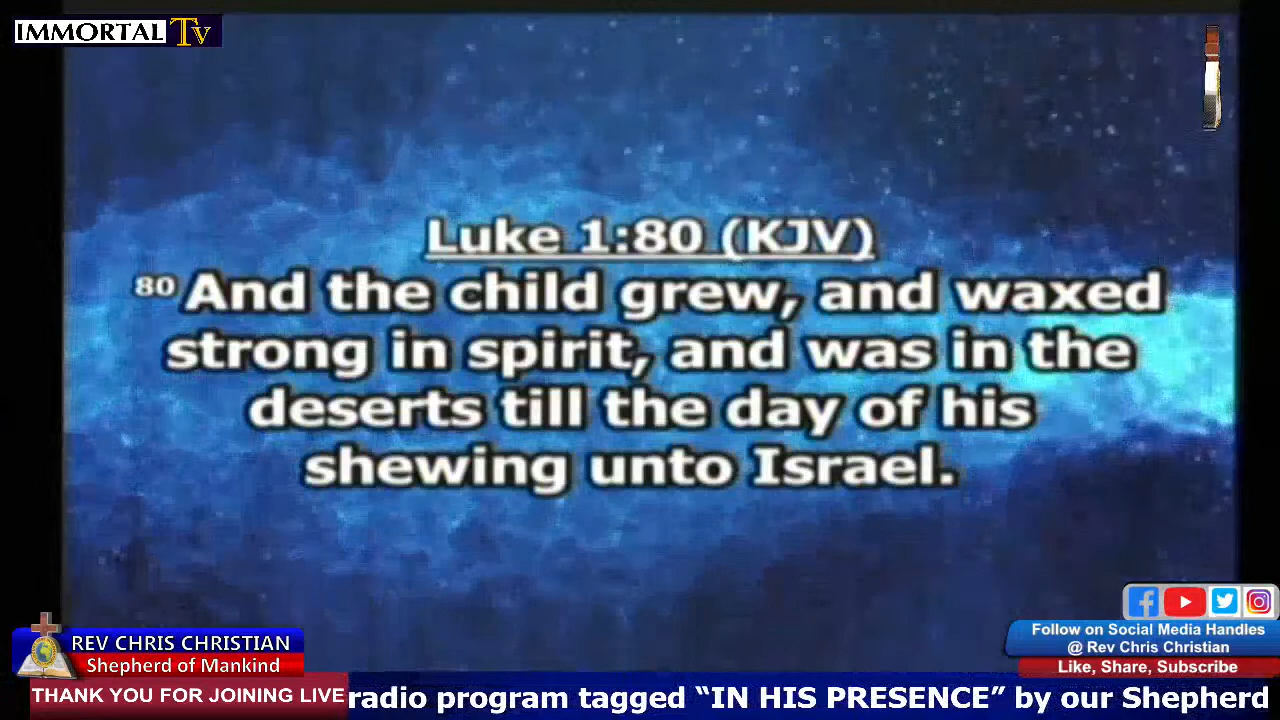 IMMORTAL Tv
Luke 1:80 (KJV)
80 And the child grew, and waxed
strong in spirit, and was in the
deserts till the day of his
shewing unto Israel.
REV CHRIS CHRISTIAN
Shepherd of Mankind
Follow on Social Media Handles
@ Rev Chris Christian
Like, Share, Subscribe
THANK YOU FOR JOINING LIVE
radio program tagged “IN HIS PRESENCE” by our Shepherd